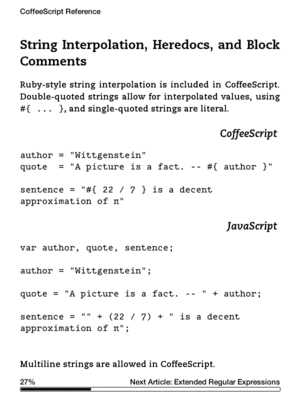 CoffeeScript Reference
String Interpolation, Heredocs, and Block
Comments
Ruby-style string interpolation is included in CoffeeScript.
Double-quoted strings allow for interpolated values, using
#{ ... }, and single-quoted strings are literal.
CoffeeScript
author = "Wittgenstein"
quote  = "A picture is a fact. -- #{ author }"
sentence = "#{ 22 / 7 } is a decent
approximation of π"
JavaScript
var author, quote, sentence;
author = "Wittgenstein";
quote = "A picture is a fact. -- " + author;
sentence = "" + (22 / 7) + " is a decent
approximation of π";
Multiline strings are allowed in CoffeeScript.
27% Next Article: Extended Regular Expressions